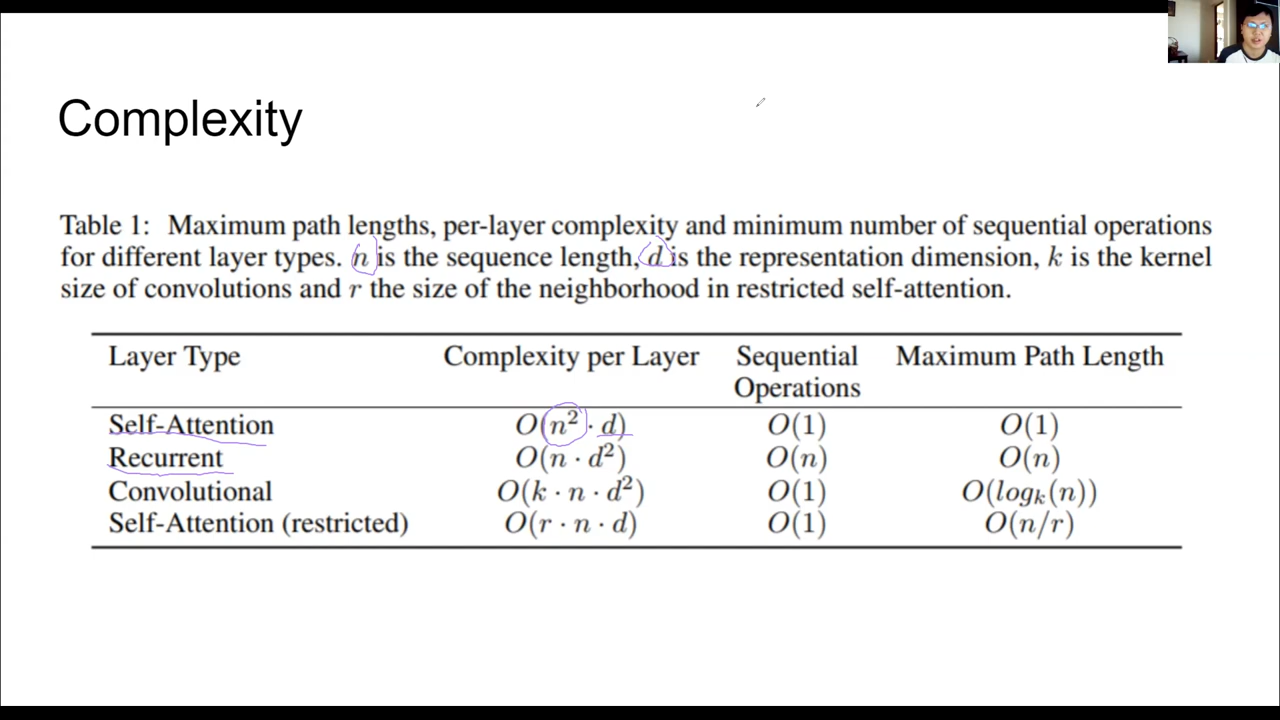 Complexity
Table 1: Maximum path lengths, per-layer complexity and minimum number of sequential operations
for different layer types. n is the sequence length, d is the representation dimension, k is the kernel
size of convolutions and r the size of the neighborhood in restricted self-attention.
Layer Type Complexity per Layer Sequential Maximum Path Length
Operations
Self-Attention O(n² · d) O(1) O(1)
Recurrent O(n · d²) O(n) O(n)
Convolutional O(k · n · d²) O(1) O(logₖ(n))
Self-Attention (restricted) O(r · n · d) O(1) O(n/r)